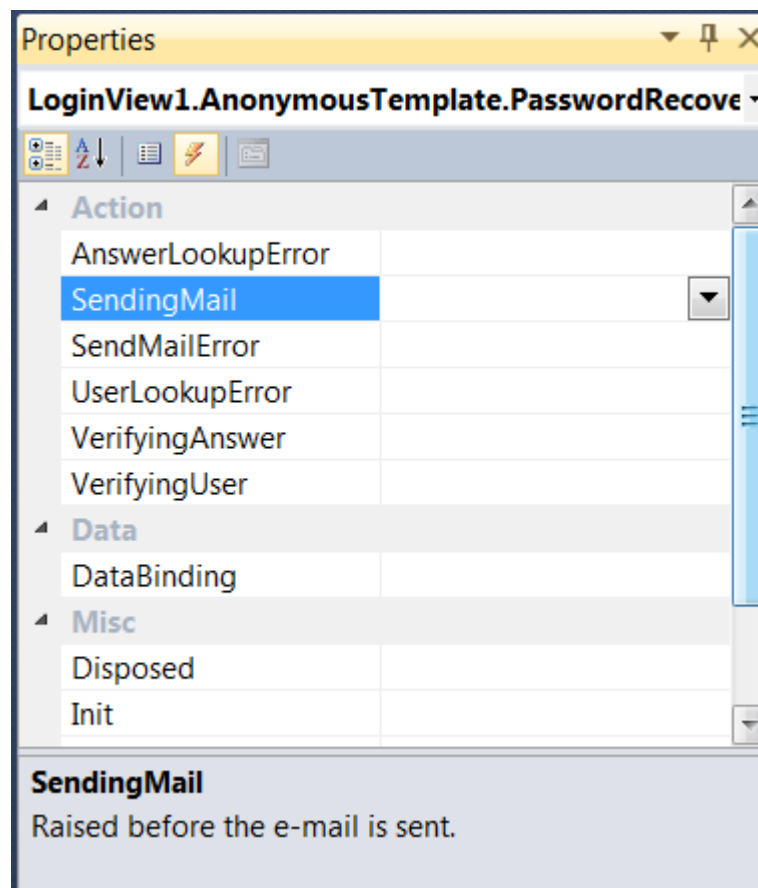 Properties
LoginView1.AnonymousTemplate.PasswordRecove
Action
AnswerLookupError
SendingMail
SendMailError
UserLookupError
VerifyingAnswer
VerifyingUser
Data
DataBinding
Misc
Disposed
Init
SendingMail
Raised before the e-mail is sent.